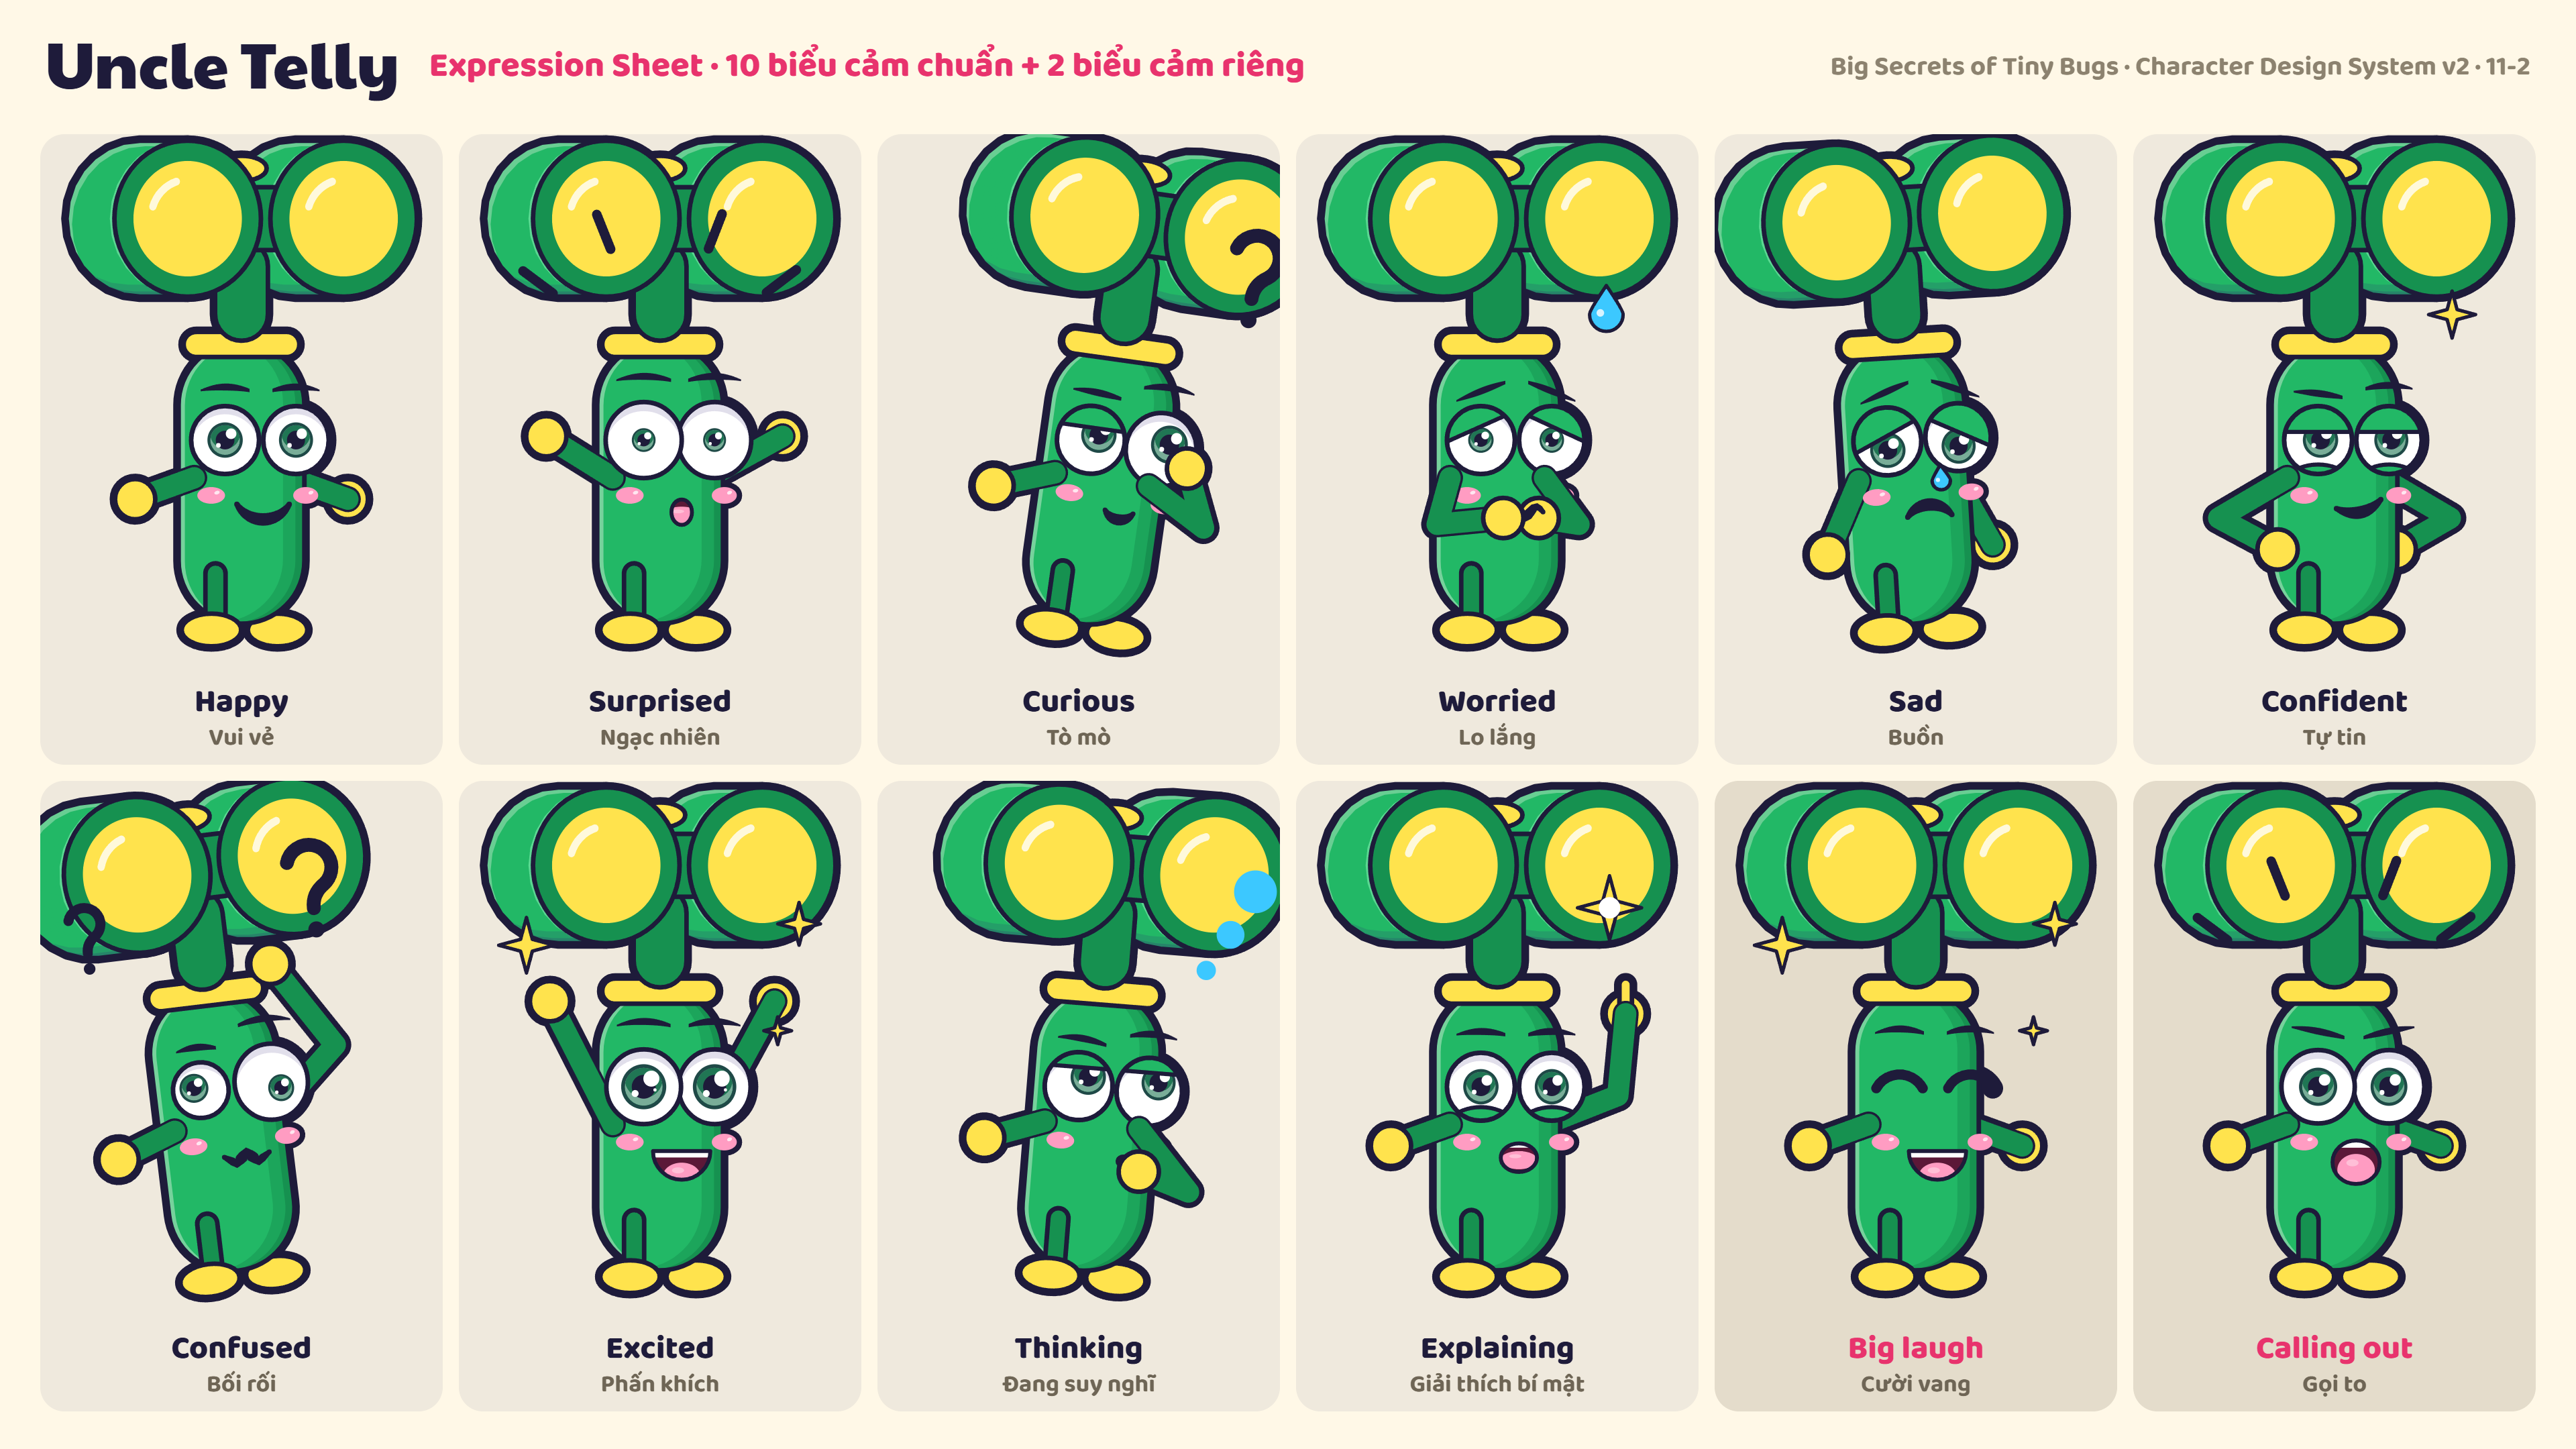 Uncle Telly
Expression Sheet · 10 biểu cảm chuẩn + 2 biểu cảm riêng
Big Secrets of Tiny Bugs · Character Design System v2 · 11-2
?
Happy
Vui vẻ
Surprised
Ngạc nhiên
Curious
Tò mò
Worried
Lo lắng
Sad
Buồn
Confident
Tự tin
?
?
Confused
Bối rối
Excited
Phấn khích
Thinking
Đang suy nghĩ
Explaining
Giải thích bí mật
Big laugh
Cười vang
Calling out
Gọi to